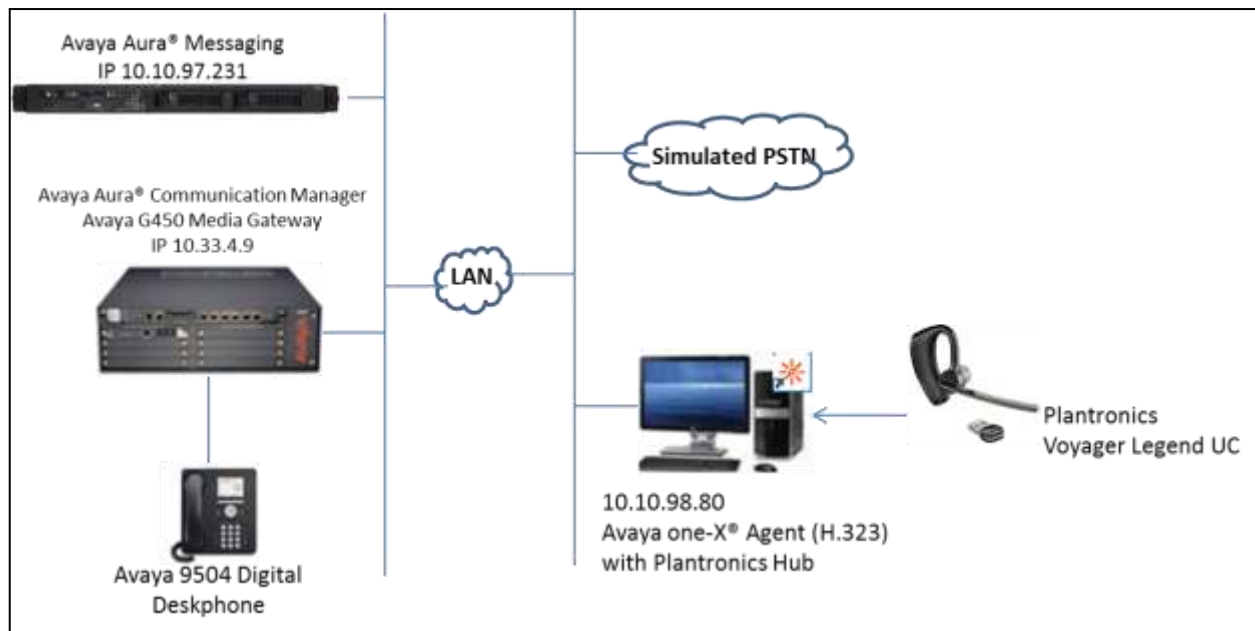 Avaya Aura® Messaging
IP 10.10.97.231
Simulated PSTN
Avaya Aura® Communication Manager
Avaya G450 Media Gateway
IP 10.33.4.9
LAN
Plantronics
Voyager Legend UC
10.10.98.80
Avaya one-X® Agent (H.323)
with Plantronics Hub
Avaya 9504 Digital
Deskphone